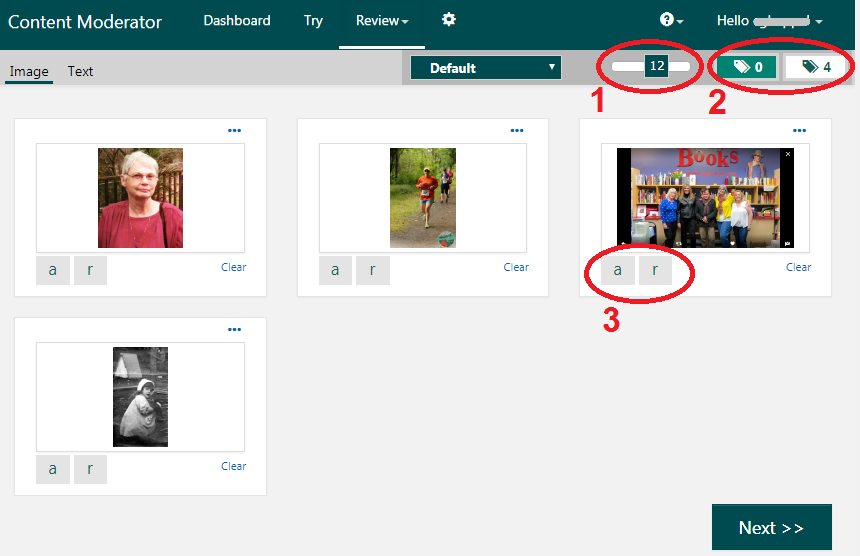 Content Moderator Dashboard Try Review Hello
Image Text Default 12 0 4
1 2
a r Clear a r Clear Books a r Clear
3
a r Clear
Next >>